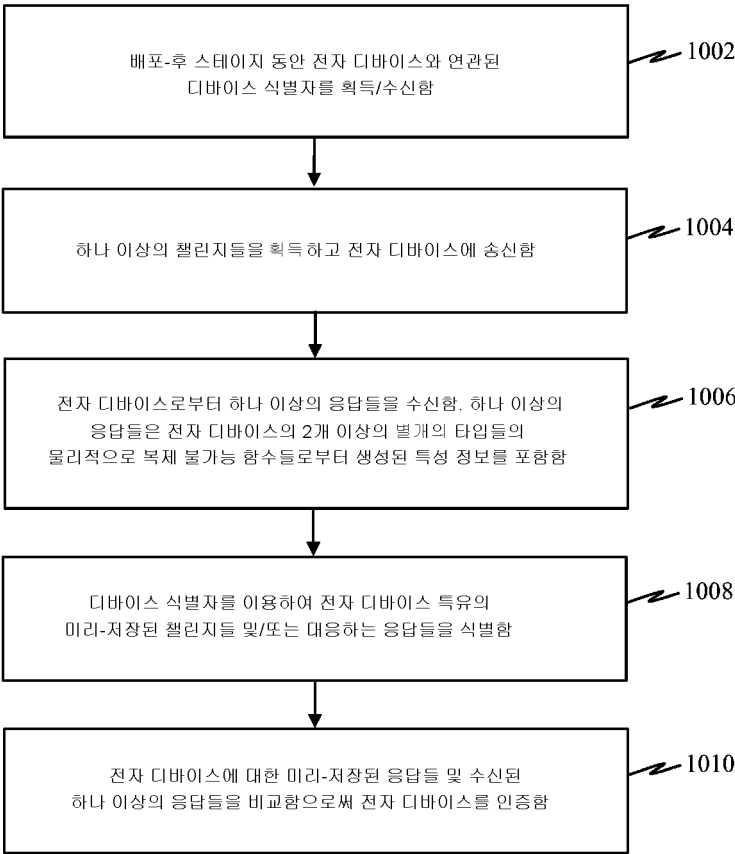 배포-후 스테이지 동안 전자 디바이스와 연관된
디바이스 식별자를 획득/수신함
1002
하나 이상의 챌린지들을 획득하고 전자 디바이스에 송신함
1004
전자 디바이스로부터 하나 이상의 응답들을 수신함. 하나 이상의
응답들은 전자 디바이스의 2개 이상의 별개의 타입들의
물리적으로 복제 불가능 함수들로부터 생성된 특성 정보를 포함함
1006
디바이스 식별자를 이용하여 전자 디바이스 특유의
미리-저장된 챌린지들 및/또는 대응하는 응답들을 식별함
1008
전자 디바이스에 대한 미리-저장된 응답들 및 수신된
하나 이상의 응답들을 비교함으로써 전자 디바이스를 인증함
1010